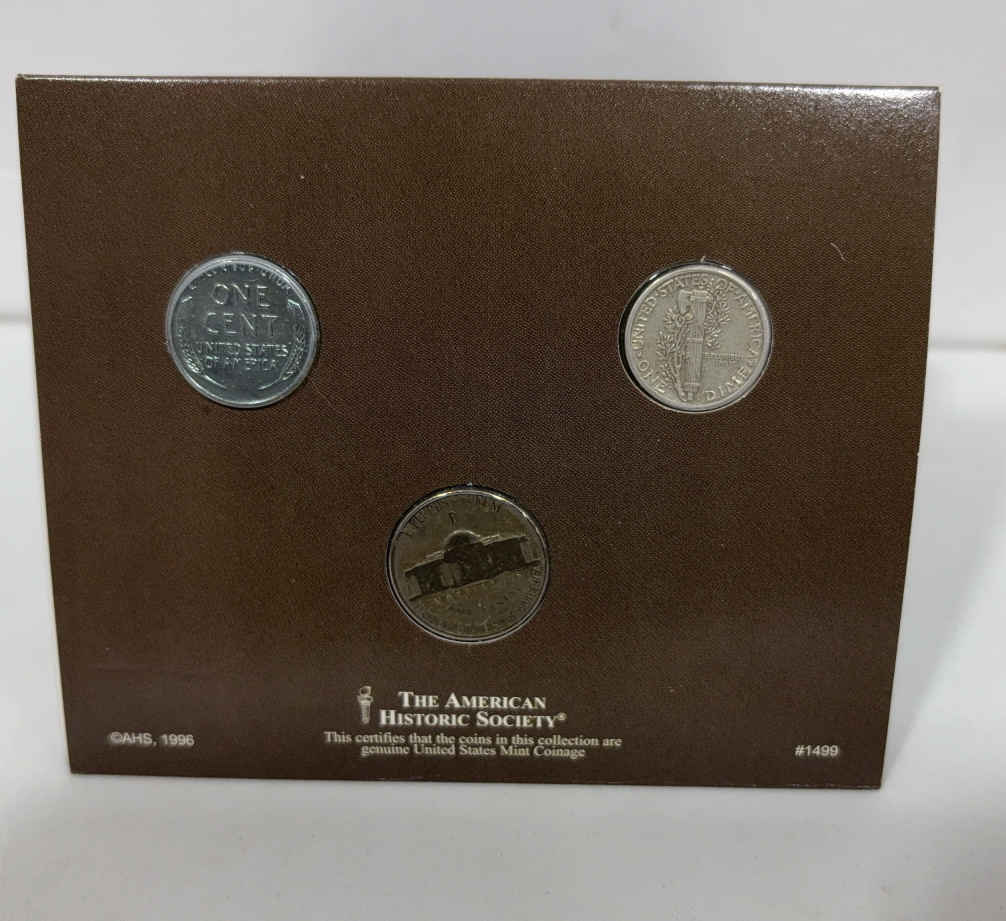 ONE
CENT
UNITED STATES
OF AMERICA
UNITED·STATES·OF·AMERICA
ONE DIME
P
THE AMERICAN
HISTORIC SOCIETY®
©AHS, 1996
This certifies that the coins in this collection are
genuine United States Mint Coinage
#1499